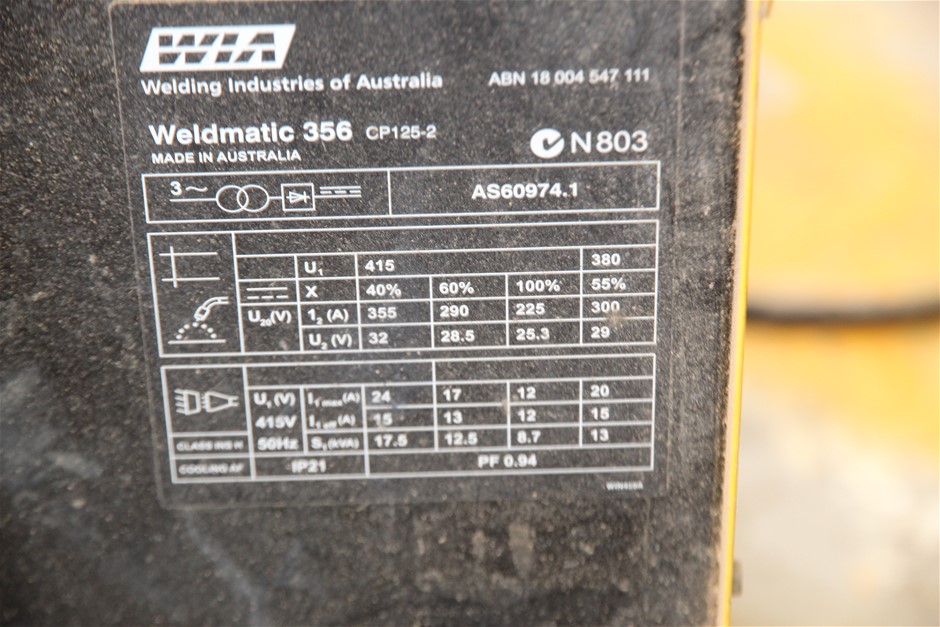 WIA
Welding Industries of Australia ABN 18 004 547 111
Weldmatic 356 CP125-2
N803
MADE IN AUSTRALIA
3~ AS60974.1
U1 415 380
X 40% 60% 100% 55%
U20(V) I2 (A) 355 290 225 300
U2 (V) 32 28.5 25.3 29
U1 (V) I1 max(A) 24 17 12 20
415V I1 eff (A) 15 13 12 15
CLASS INS H 50Hz S1(kVA) 17.5 12.5 8.7 13
COOLING AF IP21 PF 0.94